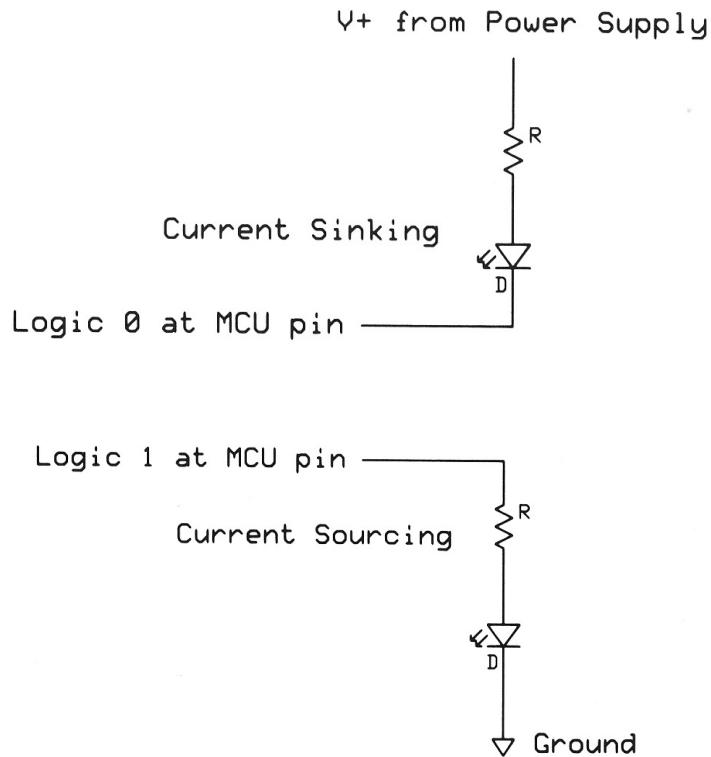 V+ from Power Supply
R
Current Sinking
D
Logic 0 at MCU pin
Logic 1 at MCU pin
R
Current Sourcing
D
Ground